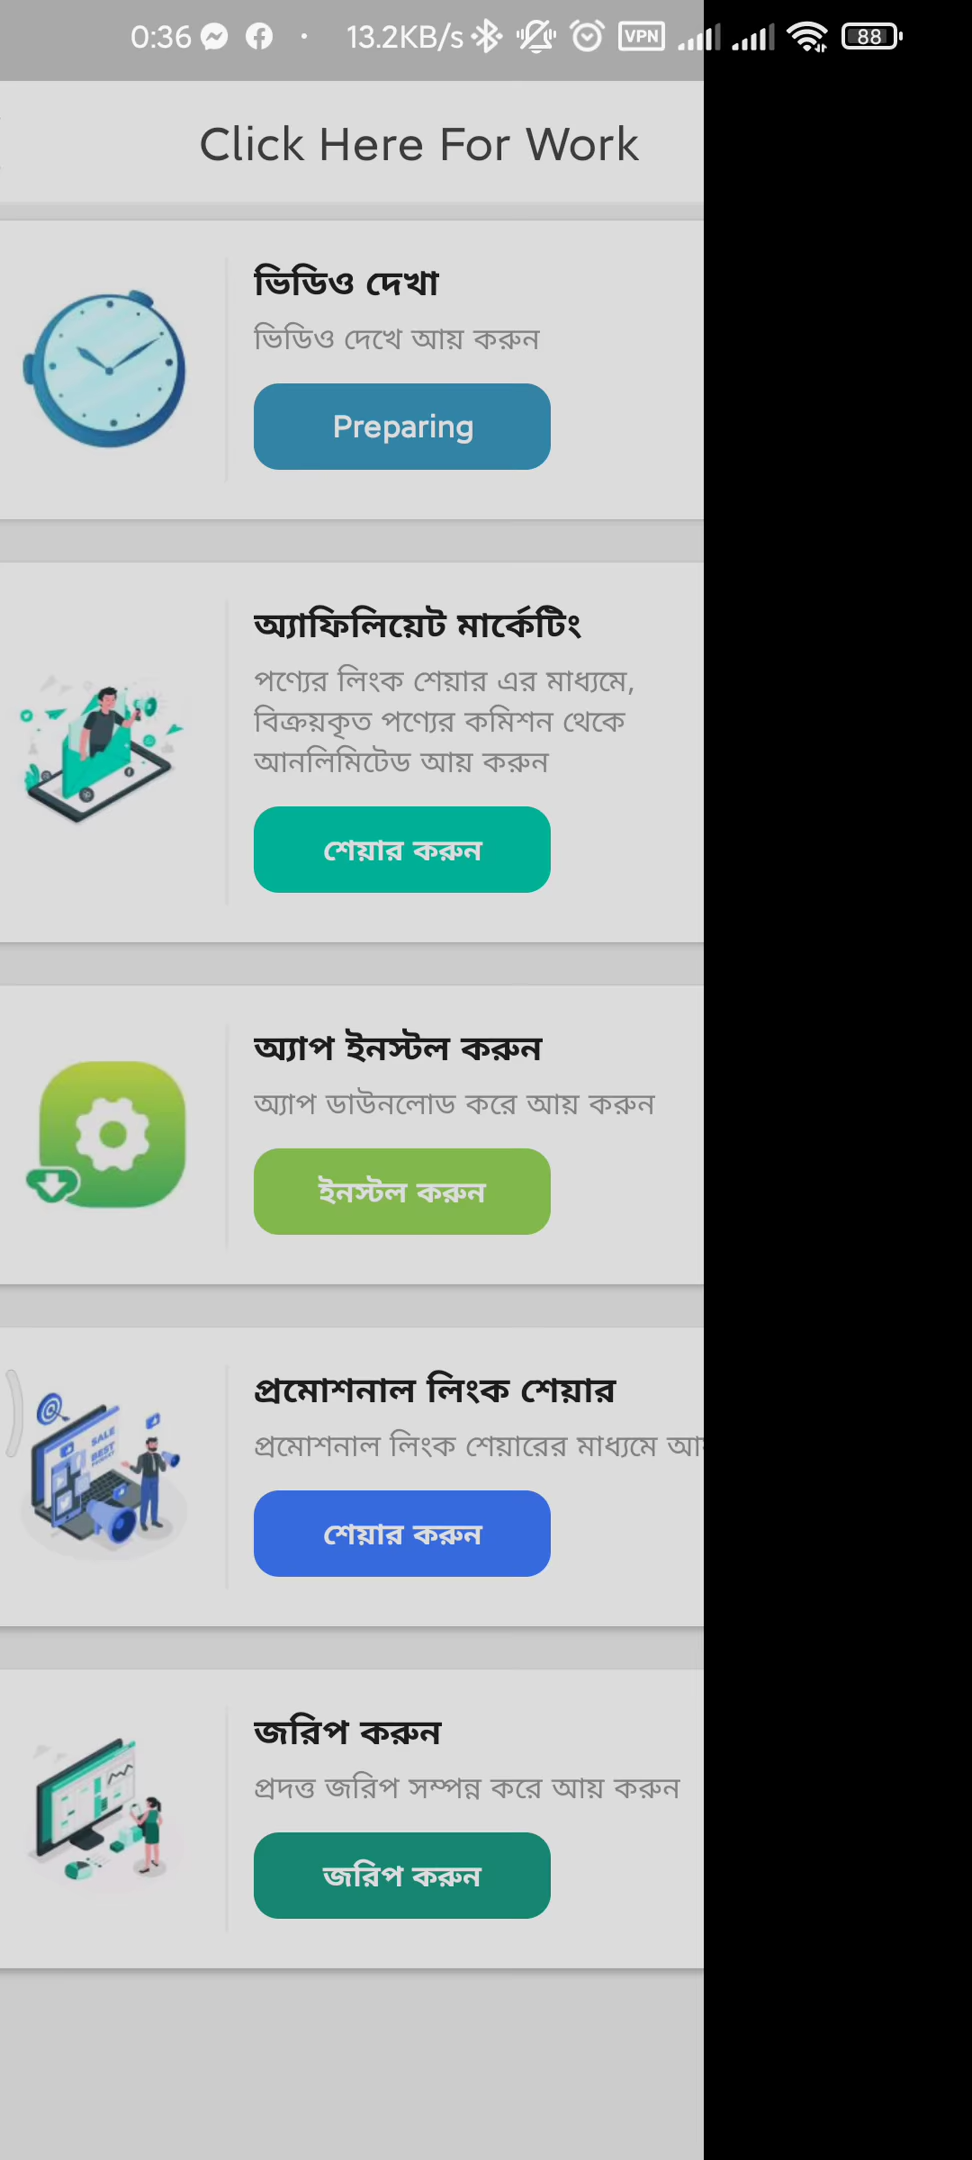 0:36 13.2KB/s VPN 88
Click Here For Work
ভিডিও দেখা
ভিডিও দেখে আয় করুন
Preparing
অ্যাফিলিয়েট মার্কেটিং
পণ্যের লিংক শেয়ার এর মাধ্যমে,
বিক্রয়কৃত পণ্যের কমিশন থেকে
আনলিমিটেড আয় করুন
শেয়ার করুন
অ্যাপ ইনস্টল করুন
অ্যাপ ডাউনলোড করে আয় করুন
ইনস্টল করুন
প্রমোশনাল লিংক শেয়ার
প্রমোশনাল লিংক শেয়ারের মাধ্যমে
SALE
BEST
শেয়ার করুন
জরিপ করুন
প্রদত্ত জরিপ সম্পন্ন করে আয় করুন
জরিপ করুন